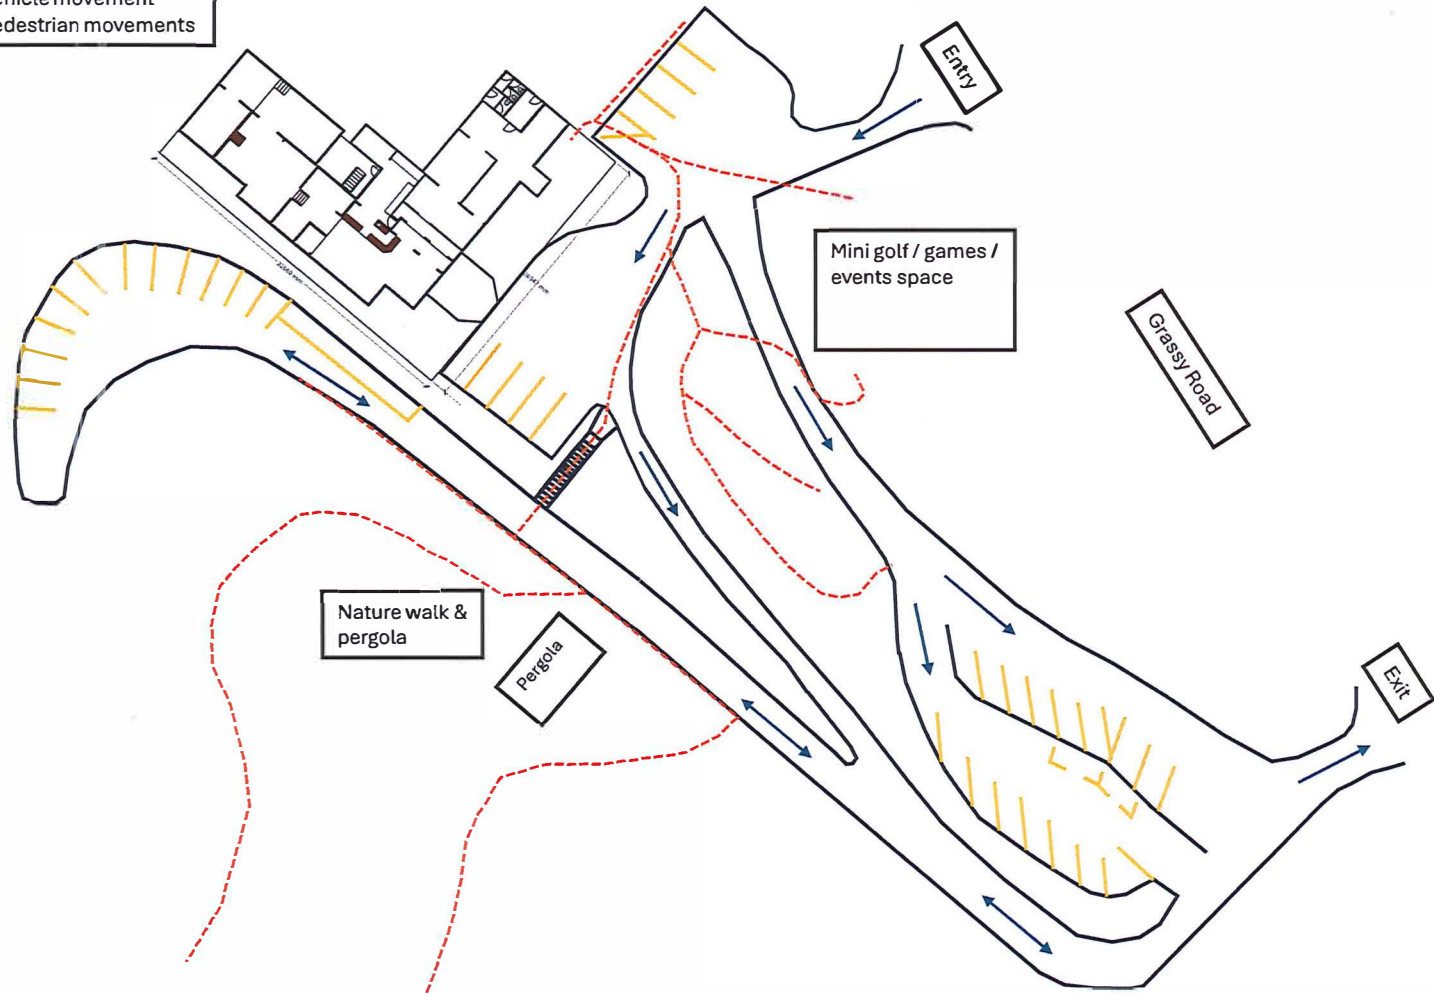 edestrian movements
Entry
Mini golf / games /
events space
Grassy Road
Nature walk &
pergola
Pergola
Exit